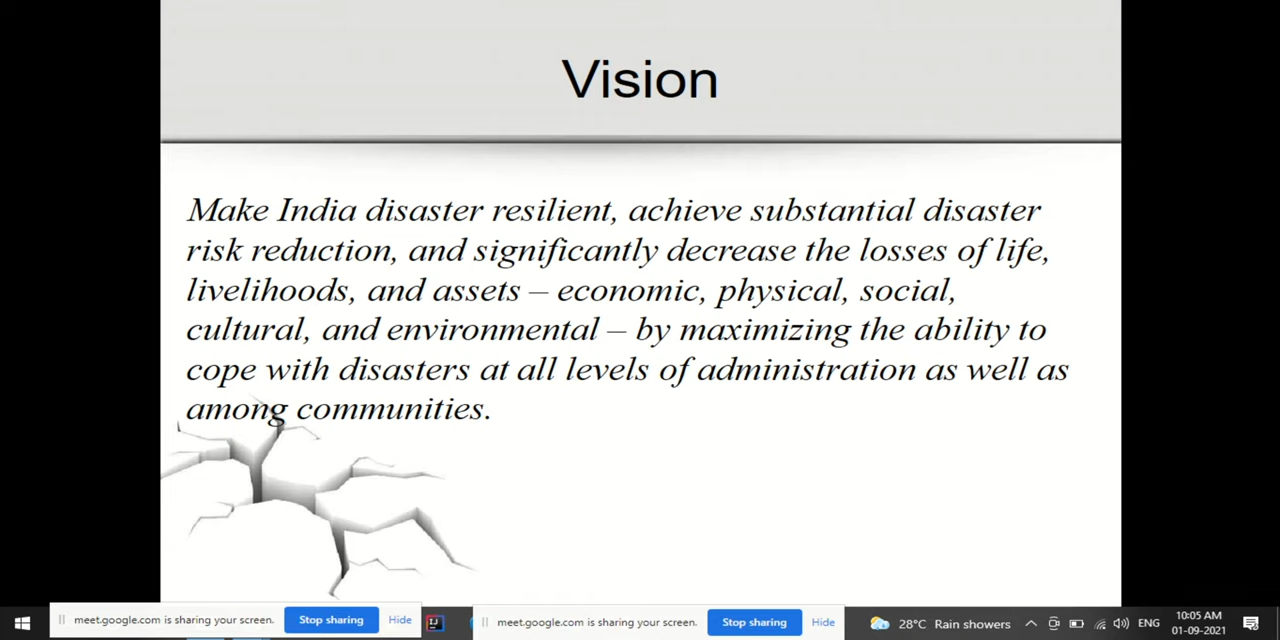 Vision
Make India disaster resilient, achieve substantial disaster
risk reduction, and significantly decrease the losses of life,
livelihoods, and assets – economic, physical, social,
cultural, and environmental – by maximizing the ability to
cope with disasters at all levels of administration as well as
among communities.
meet.google.com is sharing your screen. Stop sharing Hide
meet.google.com is sharing your screen. Stop sharing Hide
28°C Rain showers
ENG
10:05 AM
01-09-2021